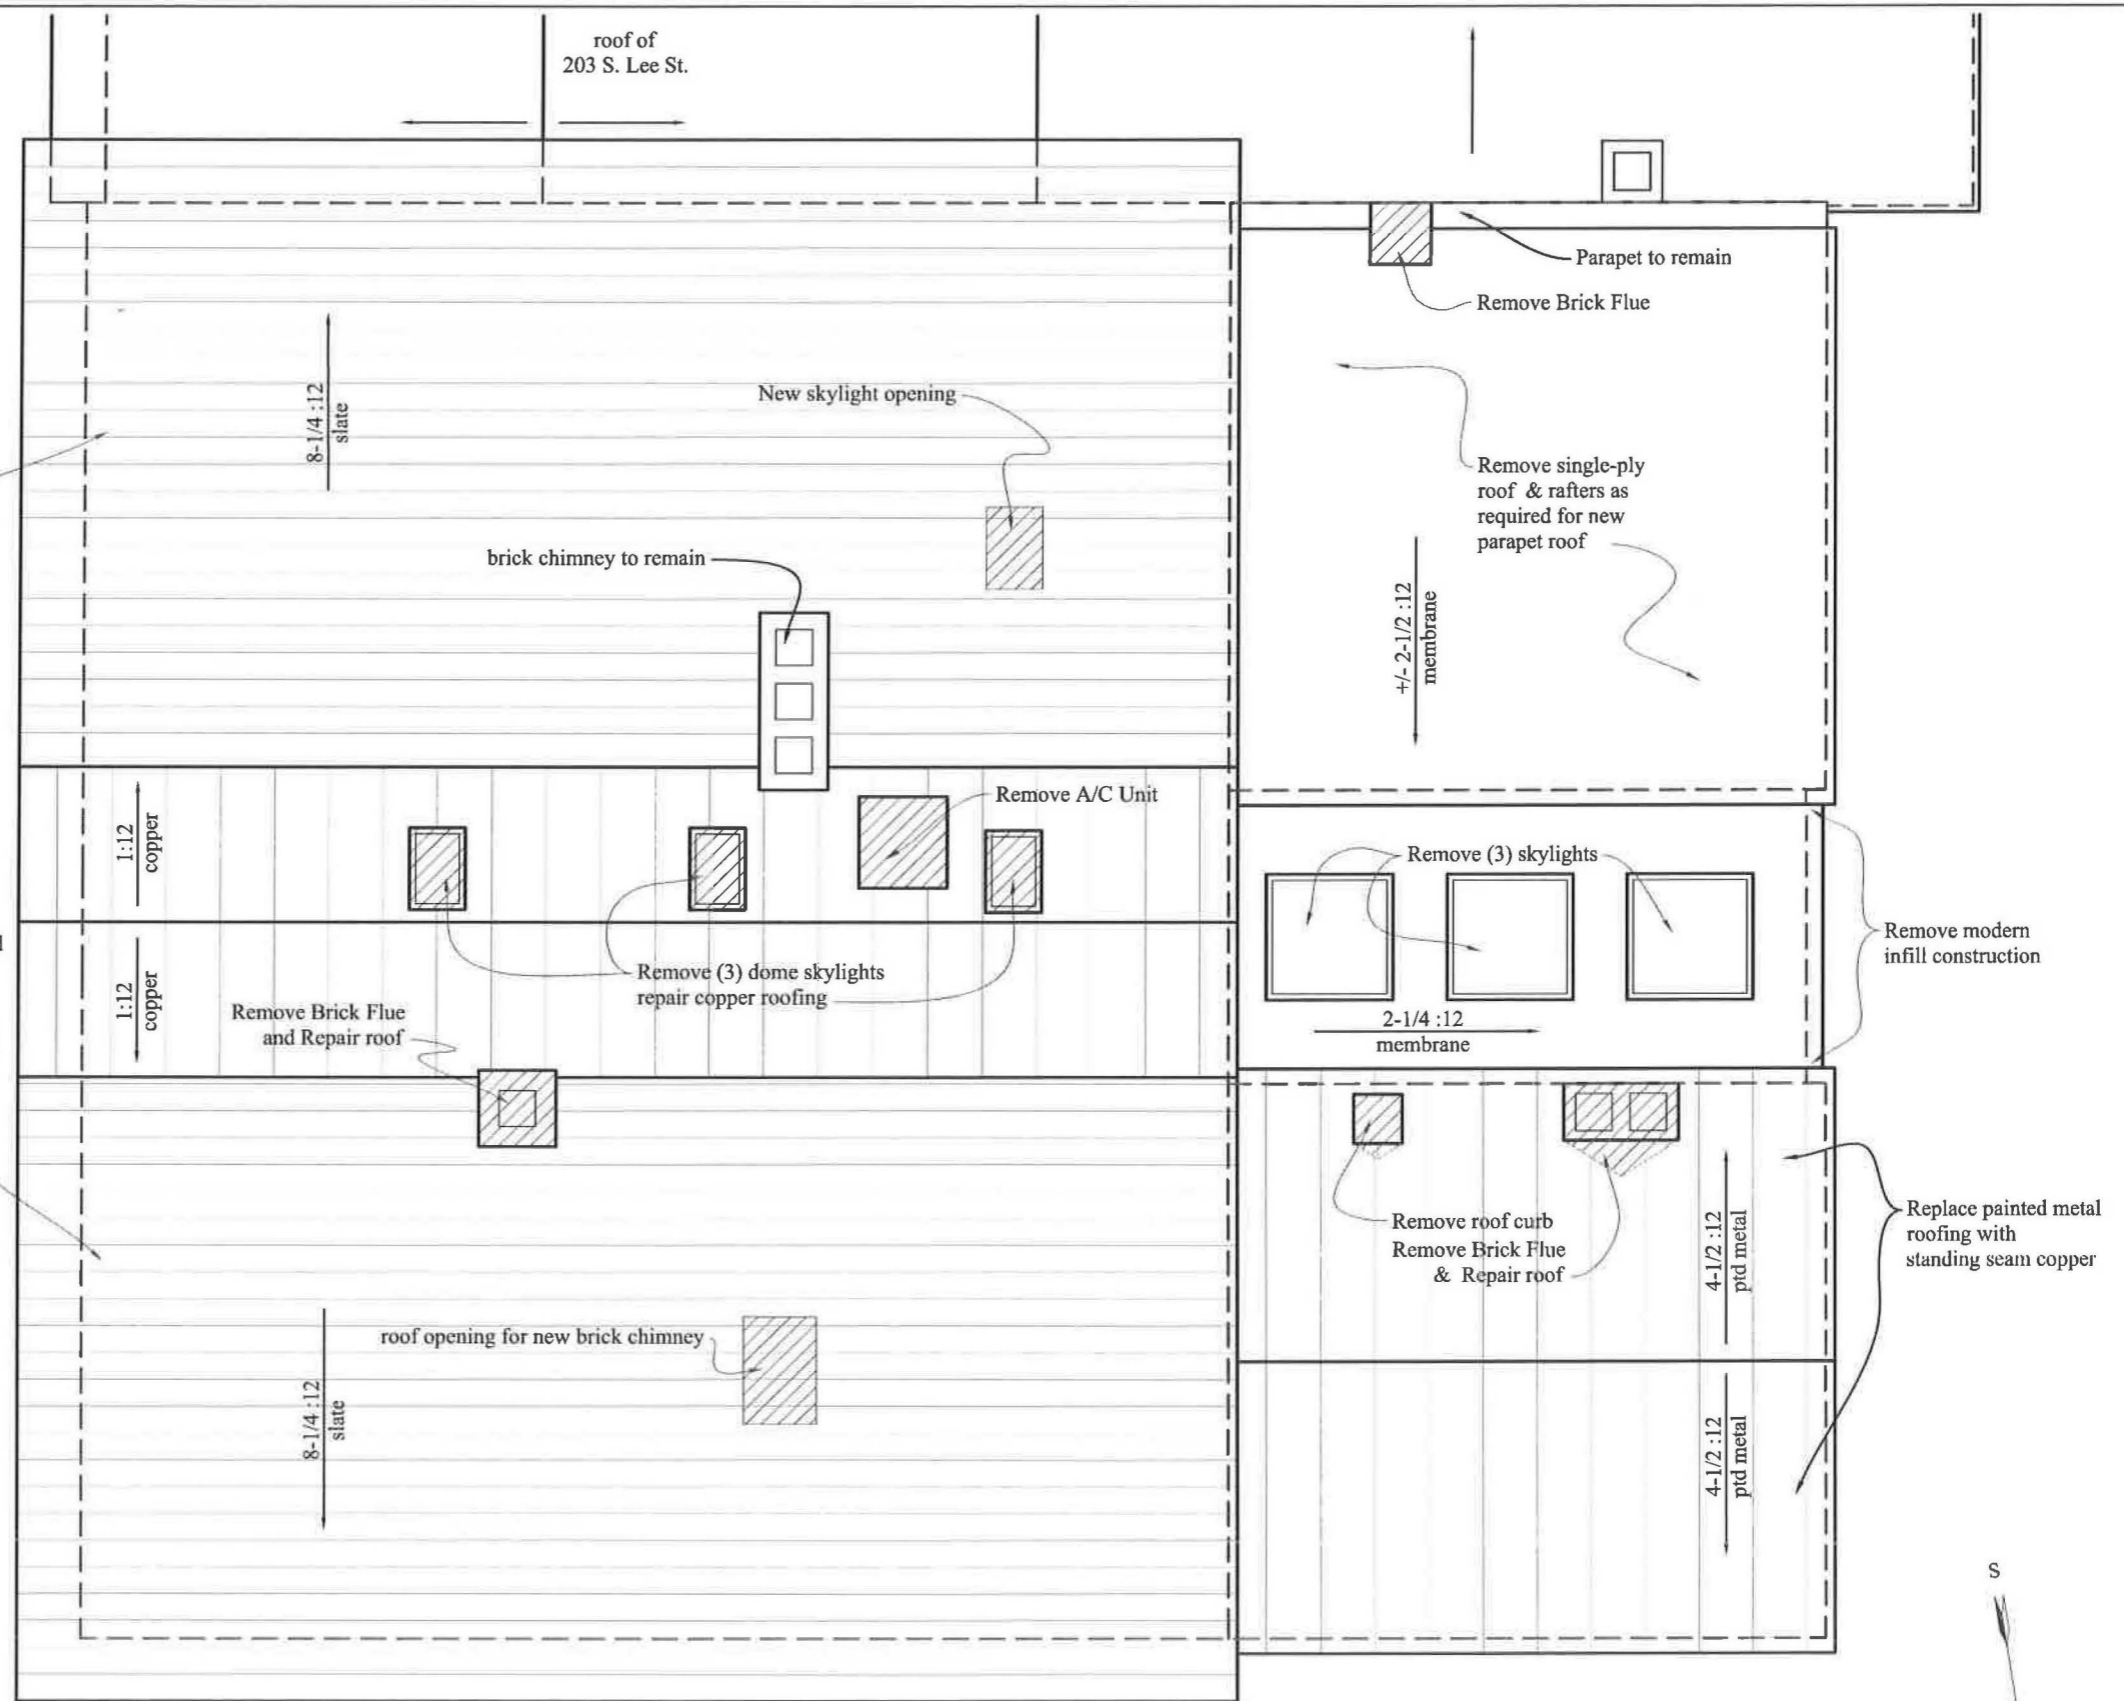 roof of
203 S. Lee St.
Parapet to remain
Remove Brick Flue
8-1/4 :12
slate
New skylight opening
Remove single-ply
roof & rafters as
required for new
parapet roof
brick chimney to remain
+/- 2-1/2 :12
membrane
Remove A/C Unit
1:12
copper
Remove (3) skylights
Remove modern
infill construction
1:12
copper
Remove (3) dome skylights
repair copper roofing
Remove Brick Flue
and Repair roof
2-1/4 :12
membrane
Remove roof curb
Remove Brick Flue
& Repair roof
4-1/2 :12
ptd metal
Replace painted metal
roofing with
standing seam copper
roof opening for new brick chimney
8-1/4 :12
slate
4-1/2 :12
ptd metal
S